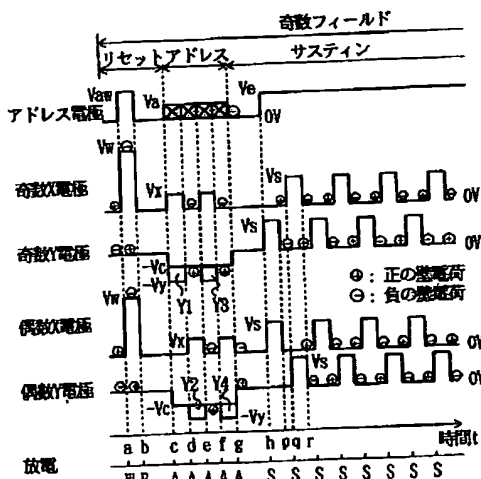 奇数フィールド
リセット アドレス サスティン
Vaw Va Ve
アドレス電極 0V
Vw
Vx Vs
奇数X電極 0V
Vs
奇数Y電極 0V
-Vc
-Vy Y1 Y3
⊕：正の壁電荷
⊖：負の壁電荷
Vw
Vx Vs
偶数X電極 0V
Y2 Y4 Vs
偶数Y電極 0V
-Vc -Vy
a b c d e f g h p q r 時間t
放電 W R A A A A S S S S S S S S